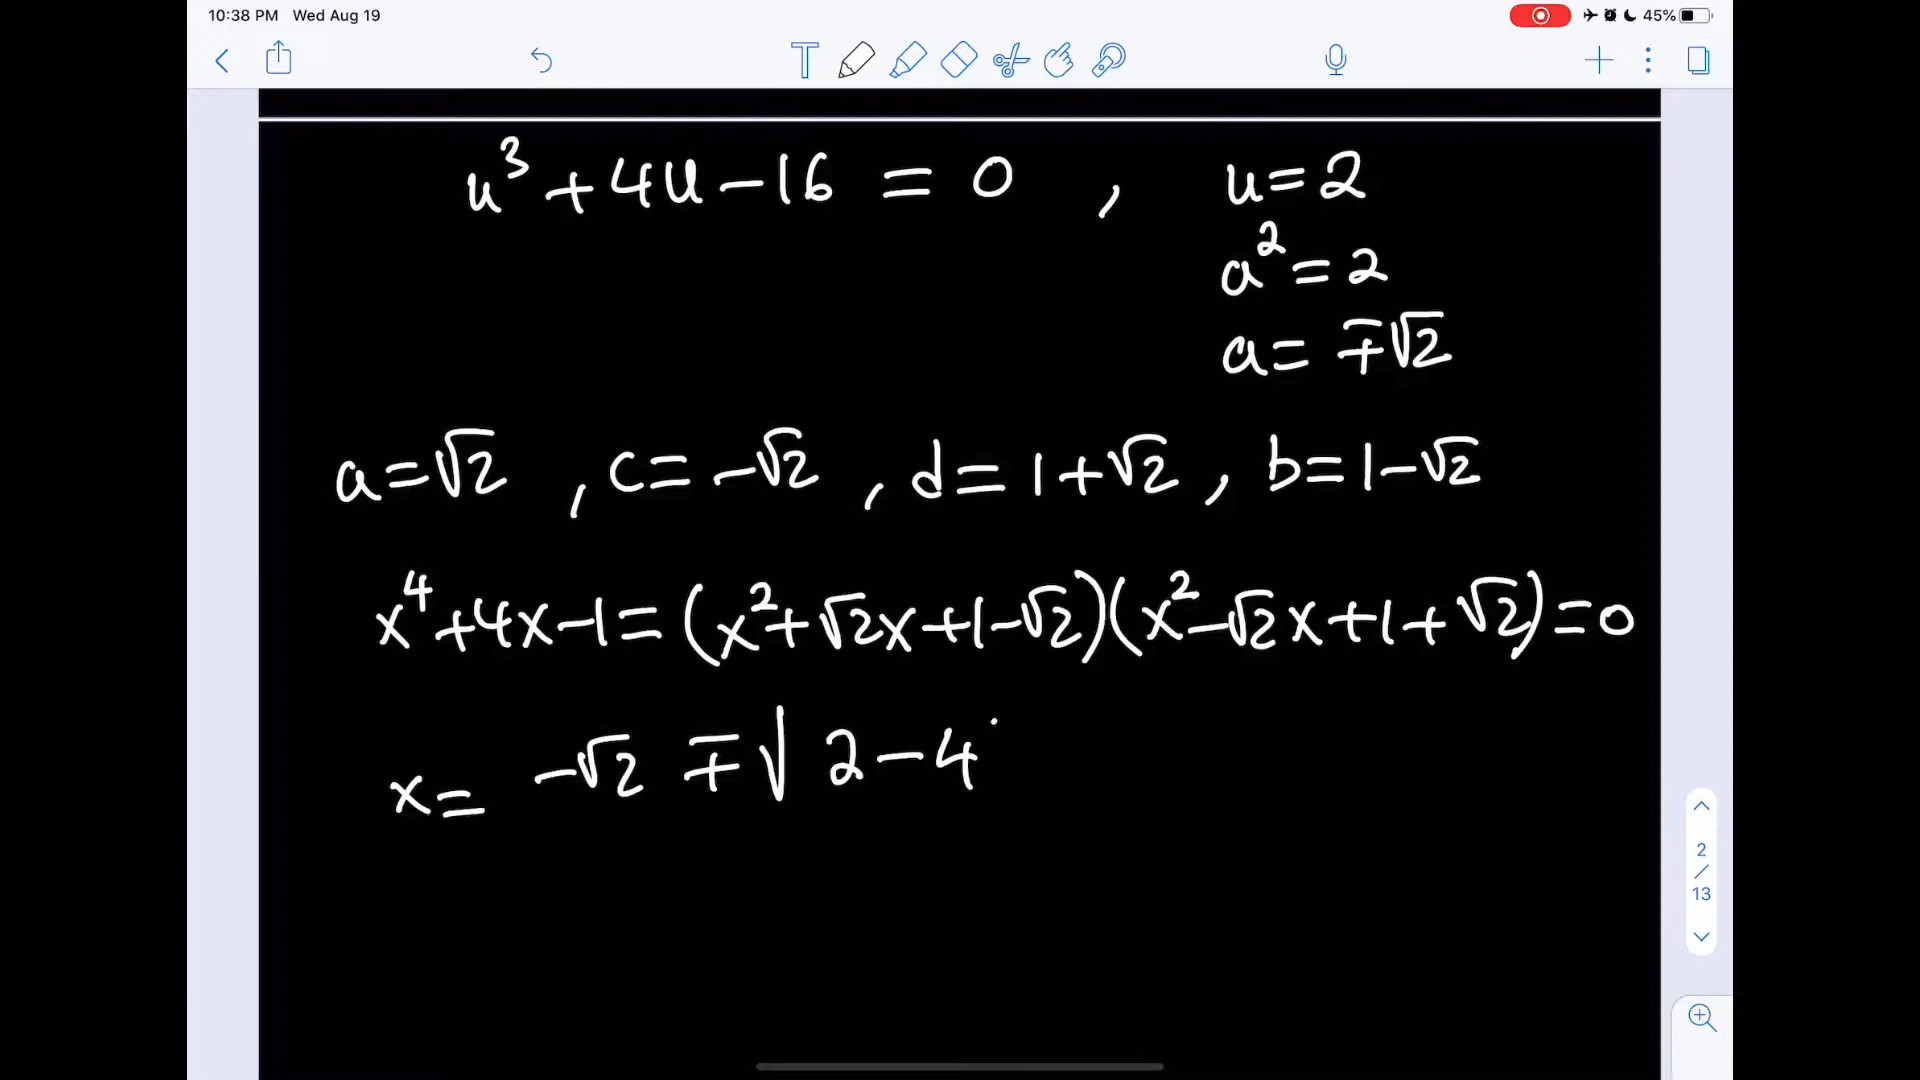 10:38 PM Wed Aug 19
45%
T
u³+4u-16 = 0 , u=2
a²=2
a= ∓√2
a=√2 , c=-√2 , d=1+√2 , b=1-√2
x⁴+4x-1=(x²+√2x+1-√2)(x²-√2x+1+√2)=0
x= -√2 ∓√ 2-4·
2
/
13